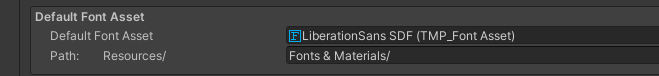 Default Font Asset
Default Font Asset LiberationSans SDF (TMP_Font Asset)
Path: Resources/ Fonts & Materials/